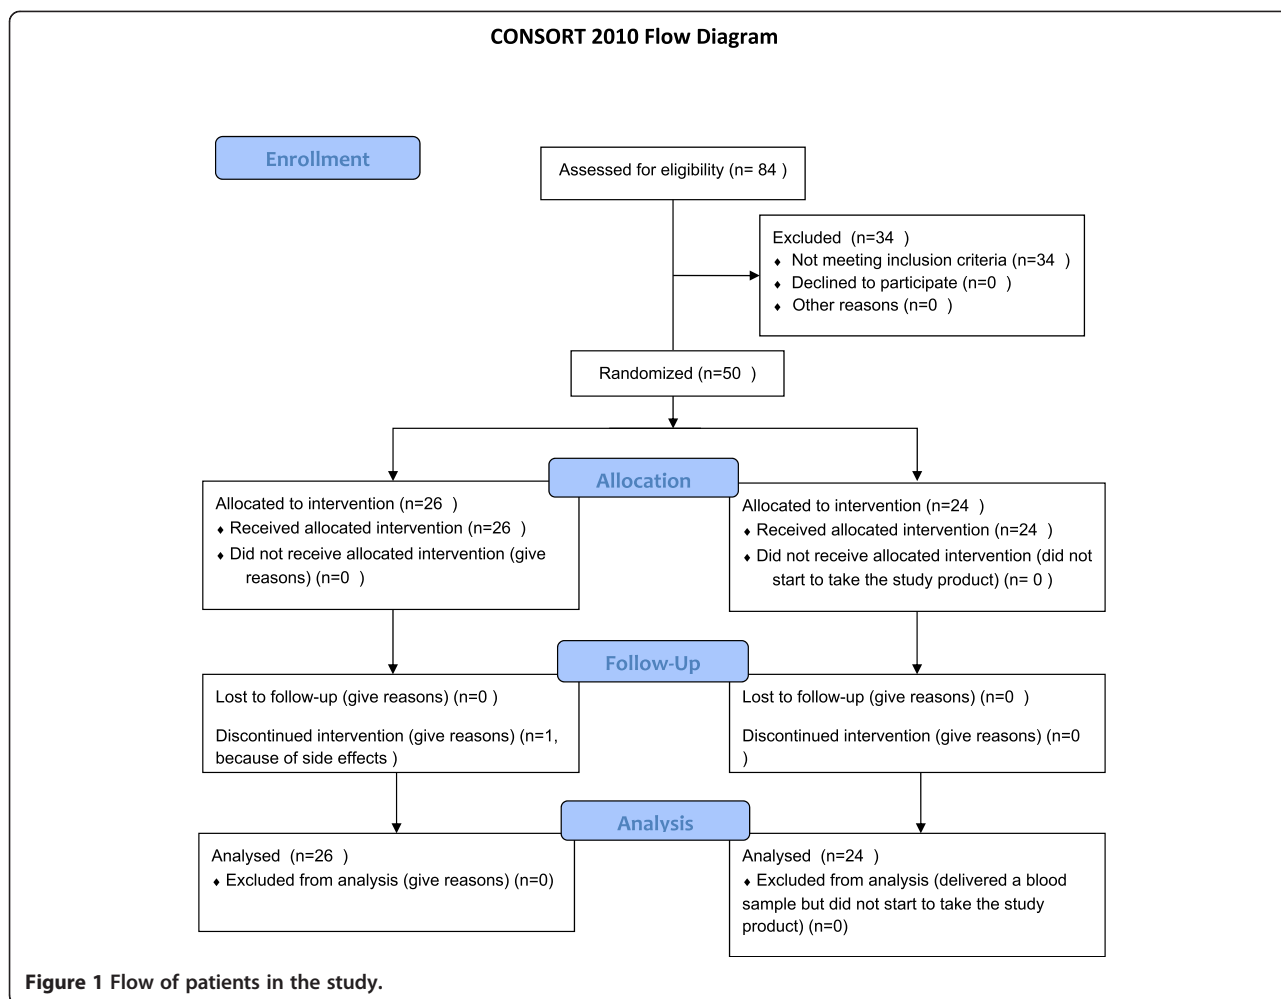 CONSORT 2010 Flow Diagram
Enrollment
Assessed for eligibility (n= 84 )
Excluded (n=34 )
♦ Not meeting inclusion criteria (n=34 )
♦ Declined to participate (n=0 )
♦ Other reasons (n=0 )
Randomized (n=50 )
Allocation
Allocated to intervention (n=26 )
♦ Received allocated intervention (n=26 )
♦ Did not receive allocated intervention (give
reasons) (n=0 )
Allocated to intervention (n=24 )
♦ Received allocated intervention (n=24 )
♦ Did not receive allocated intervention (did not
start to take the study product) (n= 0 )
Follow-Up
Lost to follow-up (give reasons) (n=0 )
Discontinued intervention (give reasons) (n=1,
because of side effects )
Lost to follow-up (give reasons) (n=0 )
Discontinued intervention (give reasons) (n=0
)
Analysis
Analysed (n=26 )
♦ Excluded from analysis (give reasons) (n=0)
Analysed (n=24 )
♦ Excluded from analysis (delivered a blood
sample but did not start to take the study
product) (n=0)
Figure 1 Flow of patients in the study.